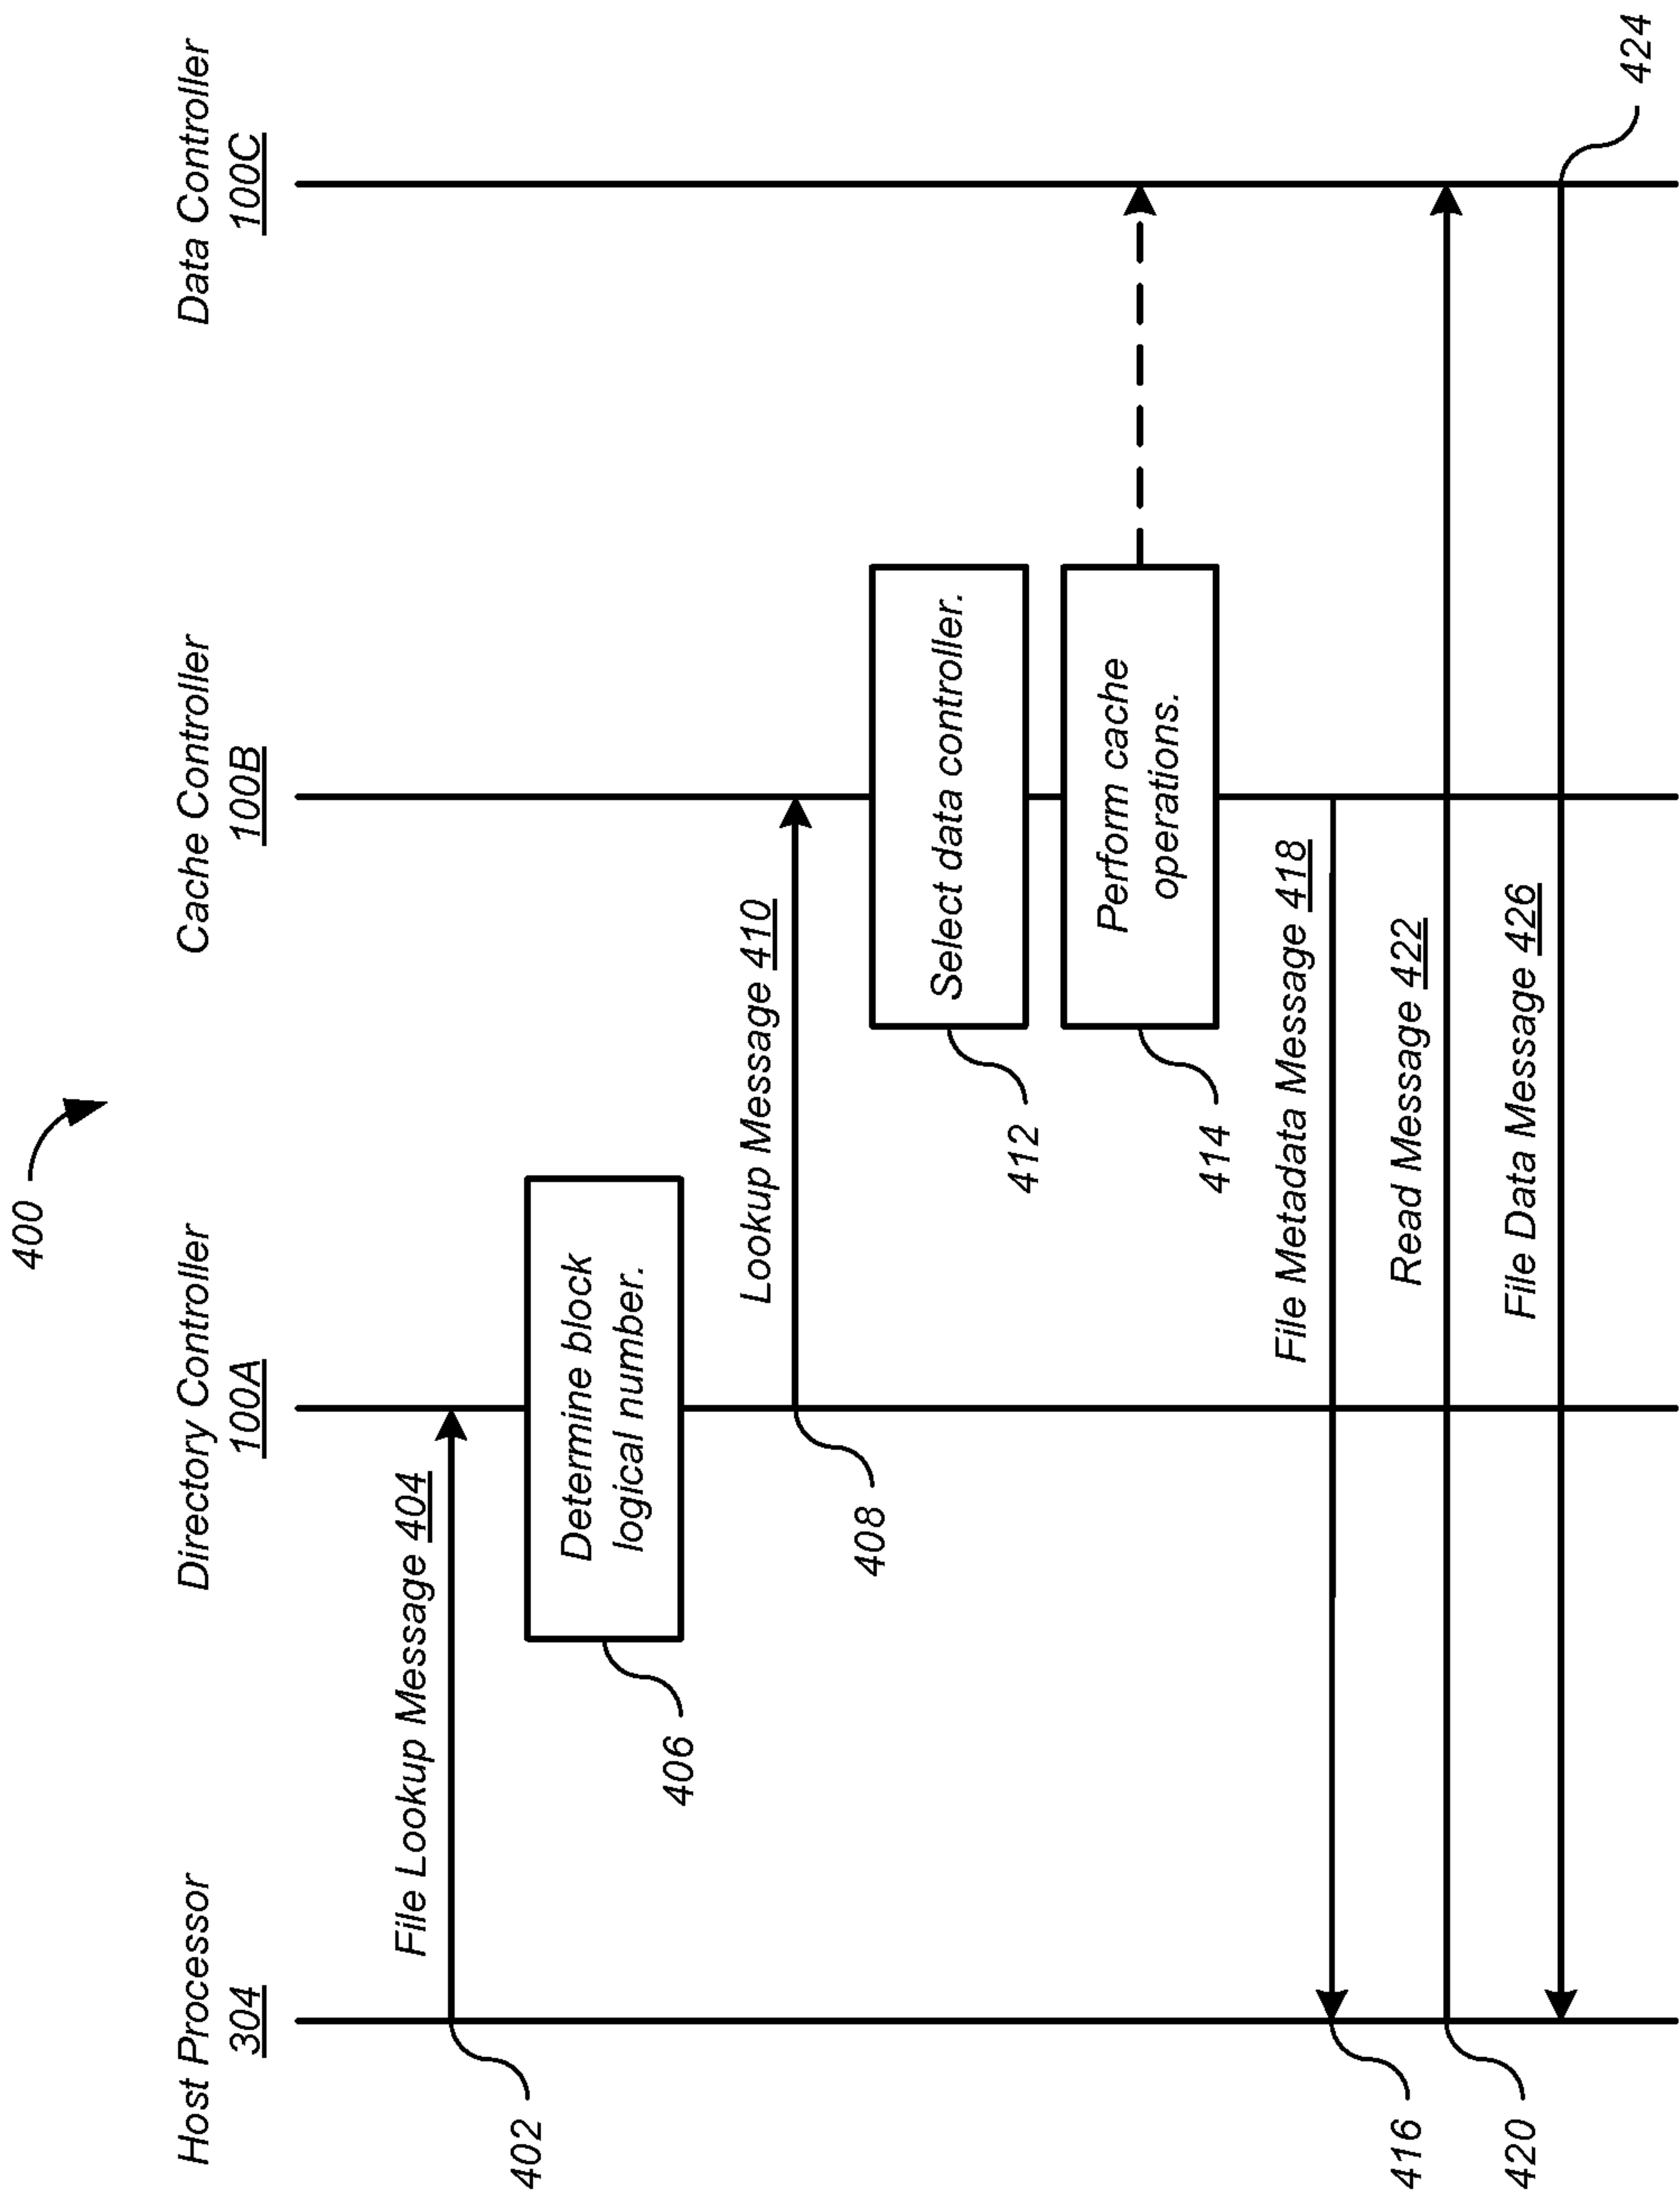 400
Host Processor
304
Directory Controller
100A
Cache Controller
100B
Data Controller
100C
File Lookup Message 404
402
Determine block
logical number.
406
Lookup Message 410
408
Select data controller.
412
Perform cache
operations.
414
File Metadata Message 418
416
Read Message 422
420
File Data Message 426
424